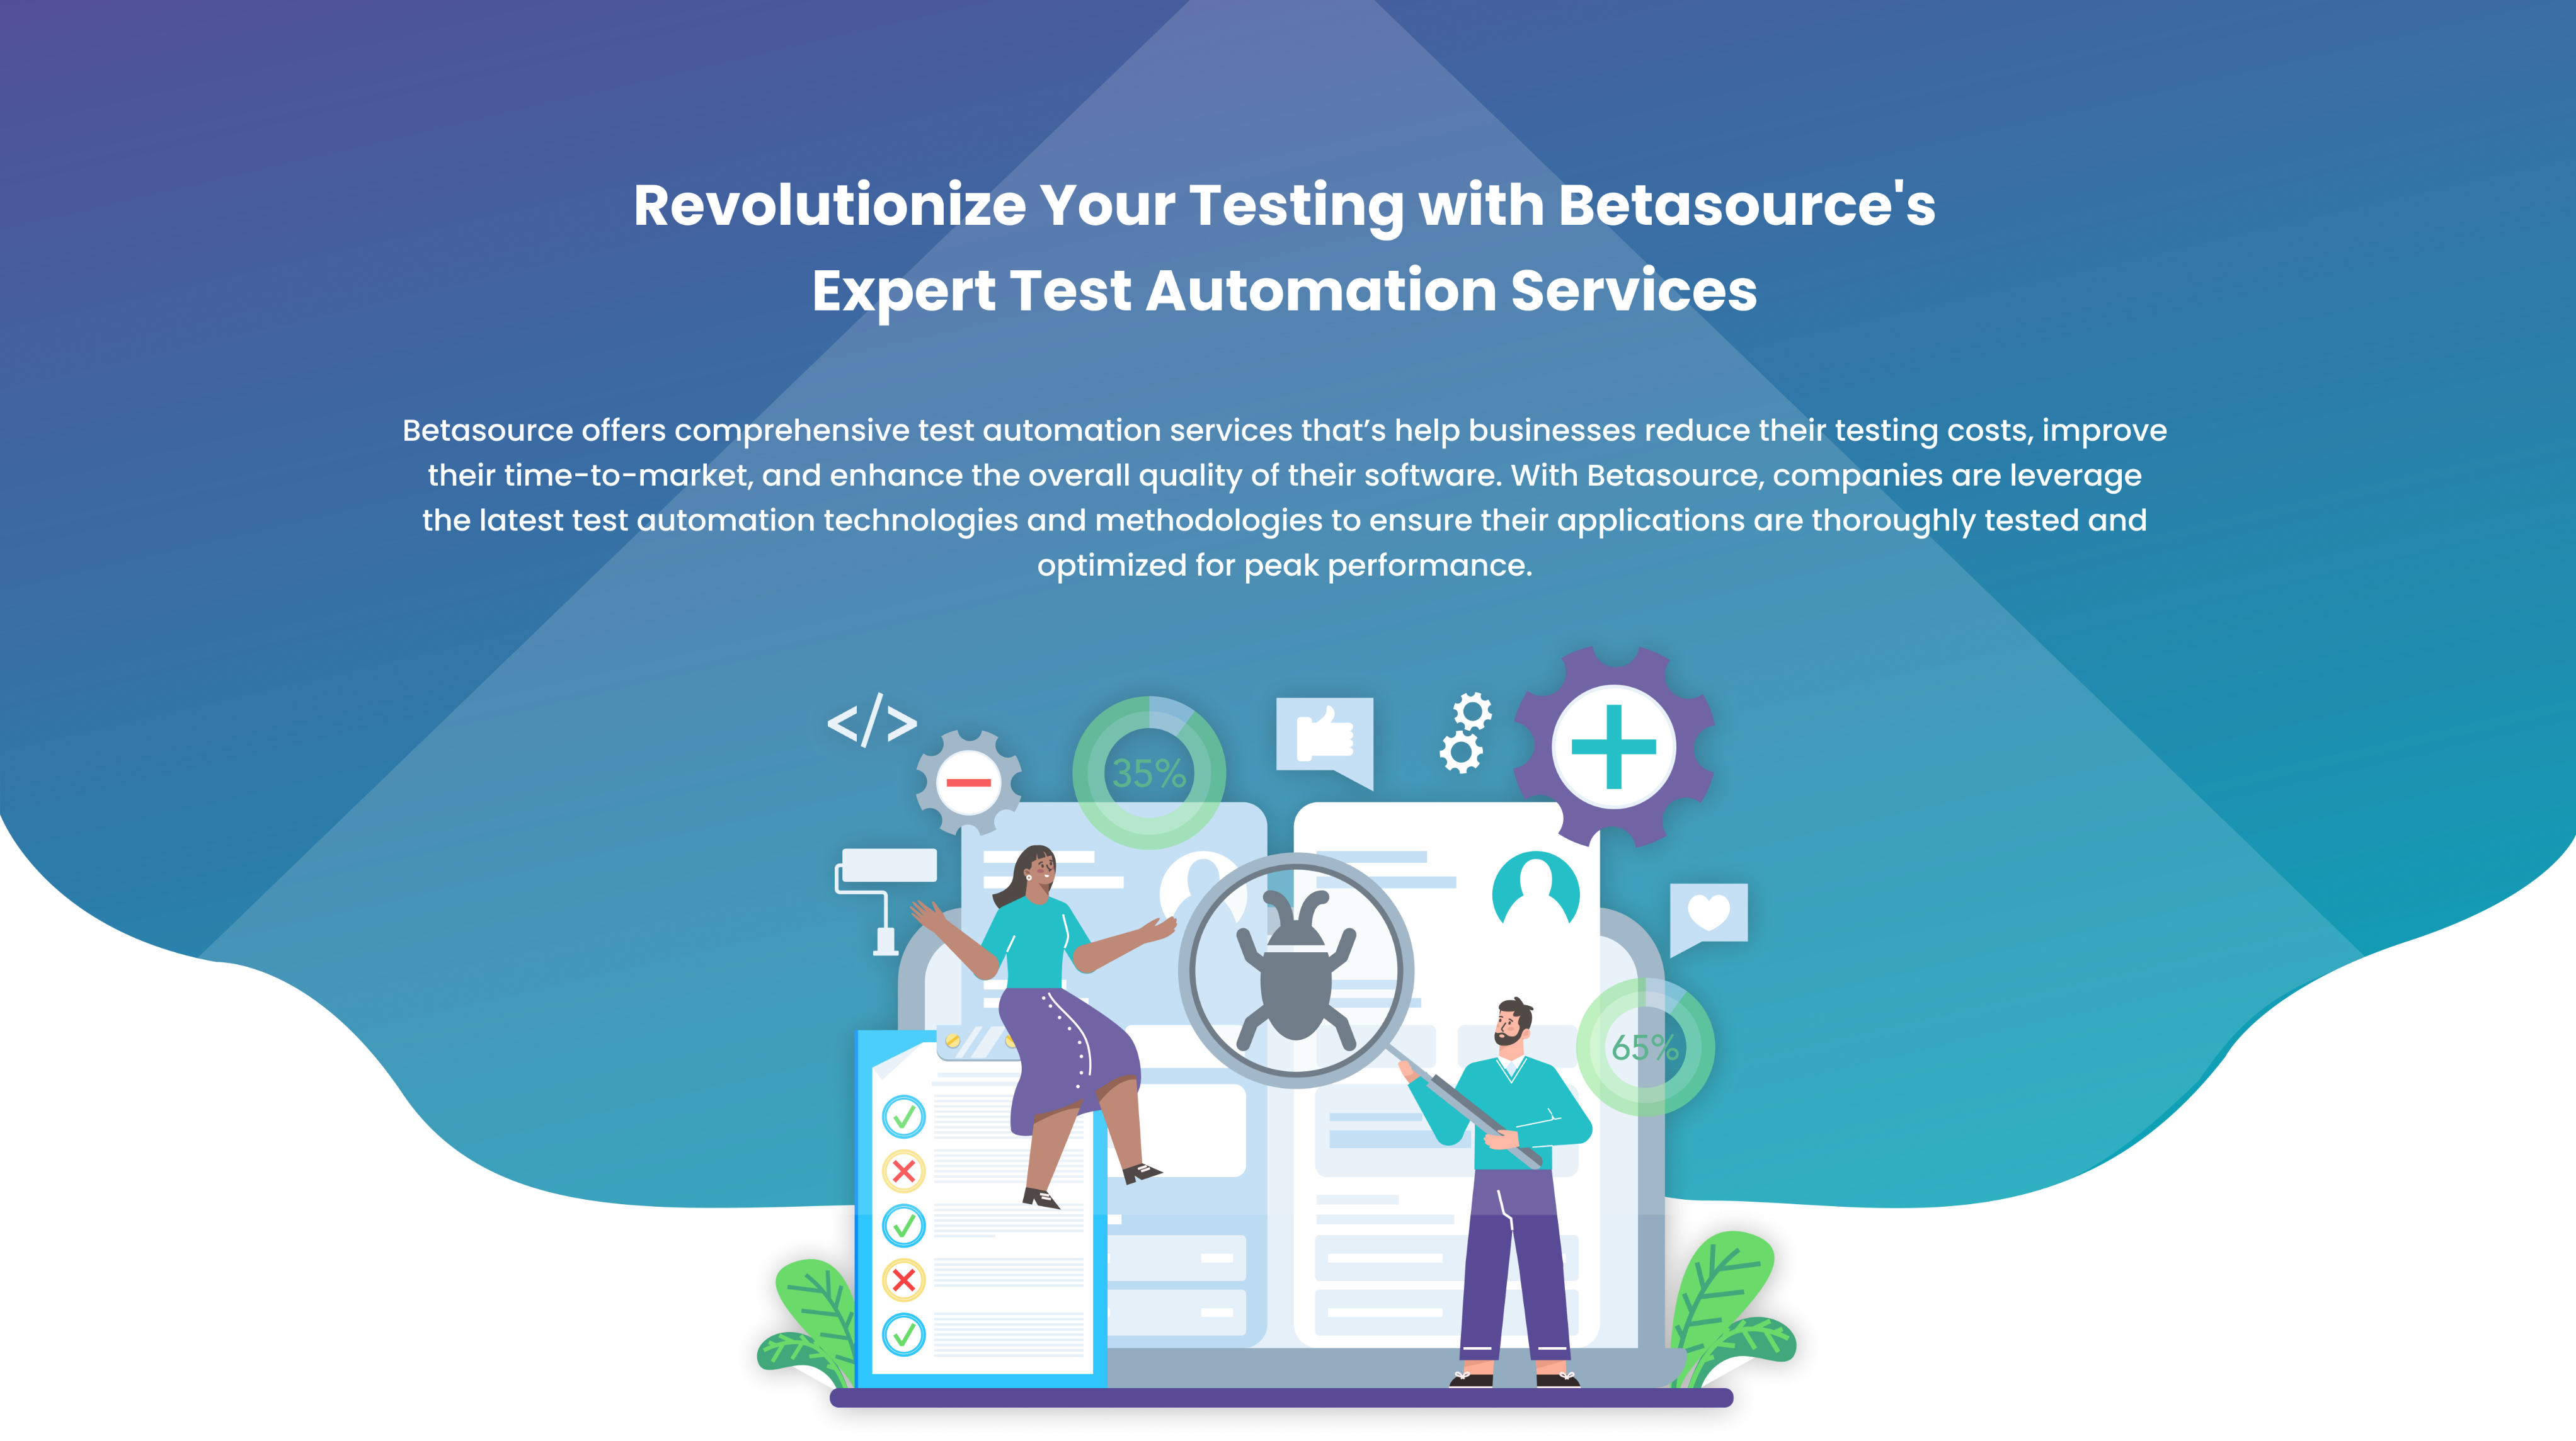 Revolutionize Your Testing with Betasource's
Expert Test Automation Services
Betasource offers comprehensive test automation services that’s help businesses reduce their testing costs, improve
their time-to-market, and enhance the overall quality of their software. With Betasource, companies are leverage
the latest test automation technologies and methodologies to ensure their applications are thoroughly tested and
optimized for peak performance.
</>
35%
65%